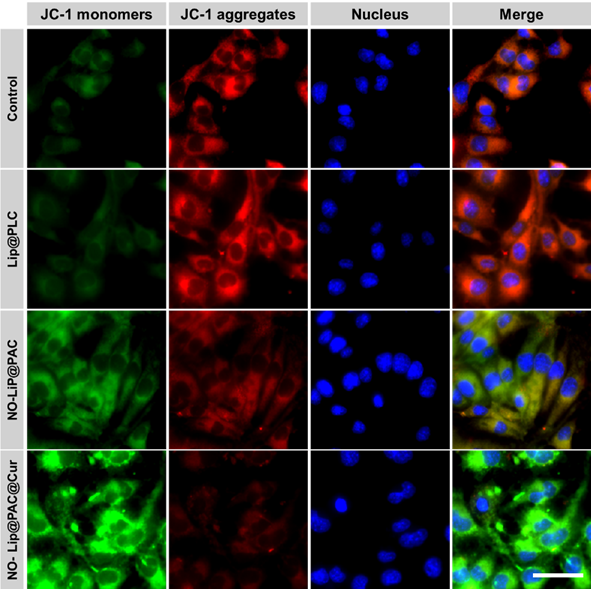 JC-1 monomers
JC-1 aggregates
Nucleus
Merge
Control
Lip@PLC
NO-LiP@PAC
NO- Lip@PAC@Cur